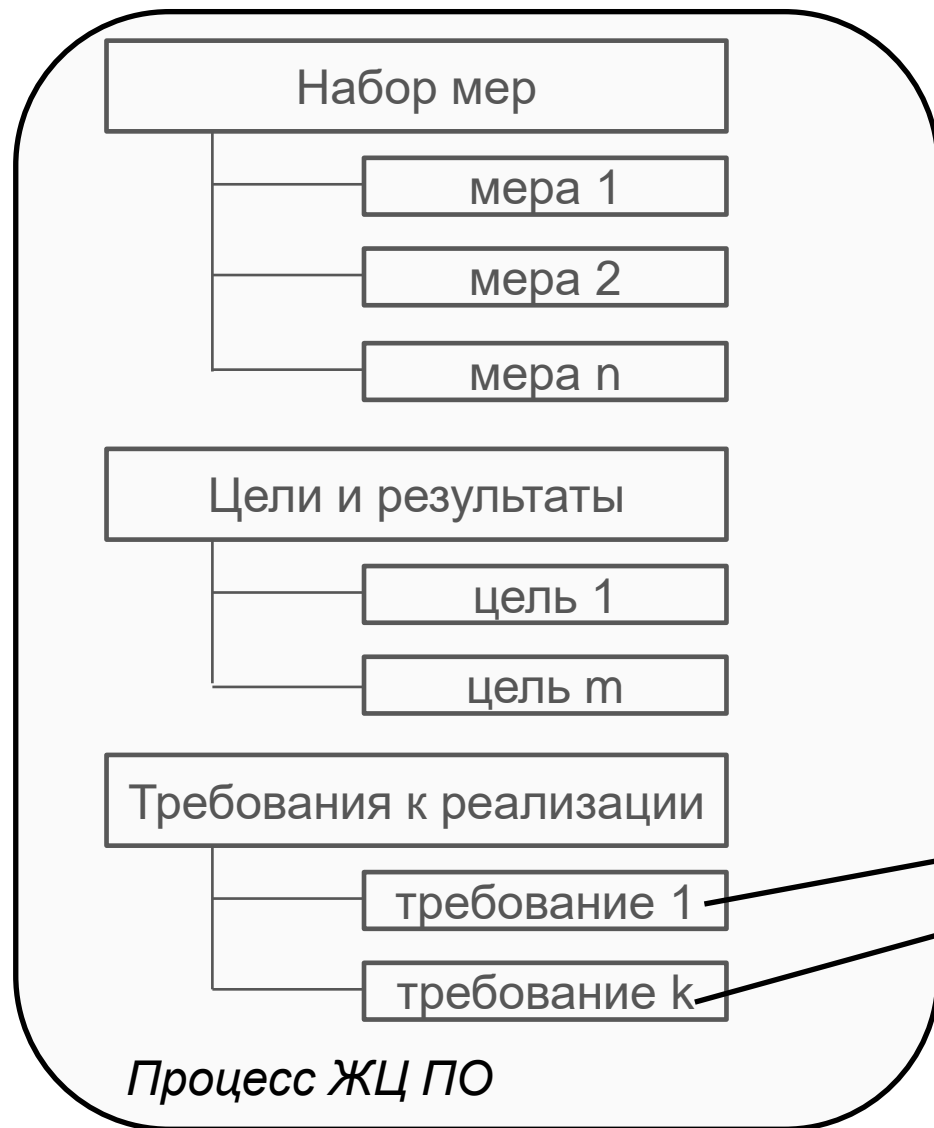 Набор мер
мера 1
мера 2
мера n
Цели и результаты
цель 1
цель m
Требования к реализации
требование 1
требование k
Процесс ЖЦ ПО